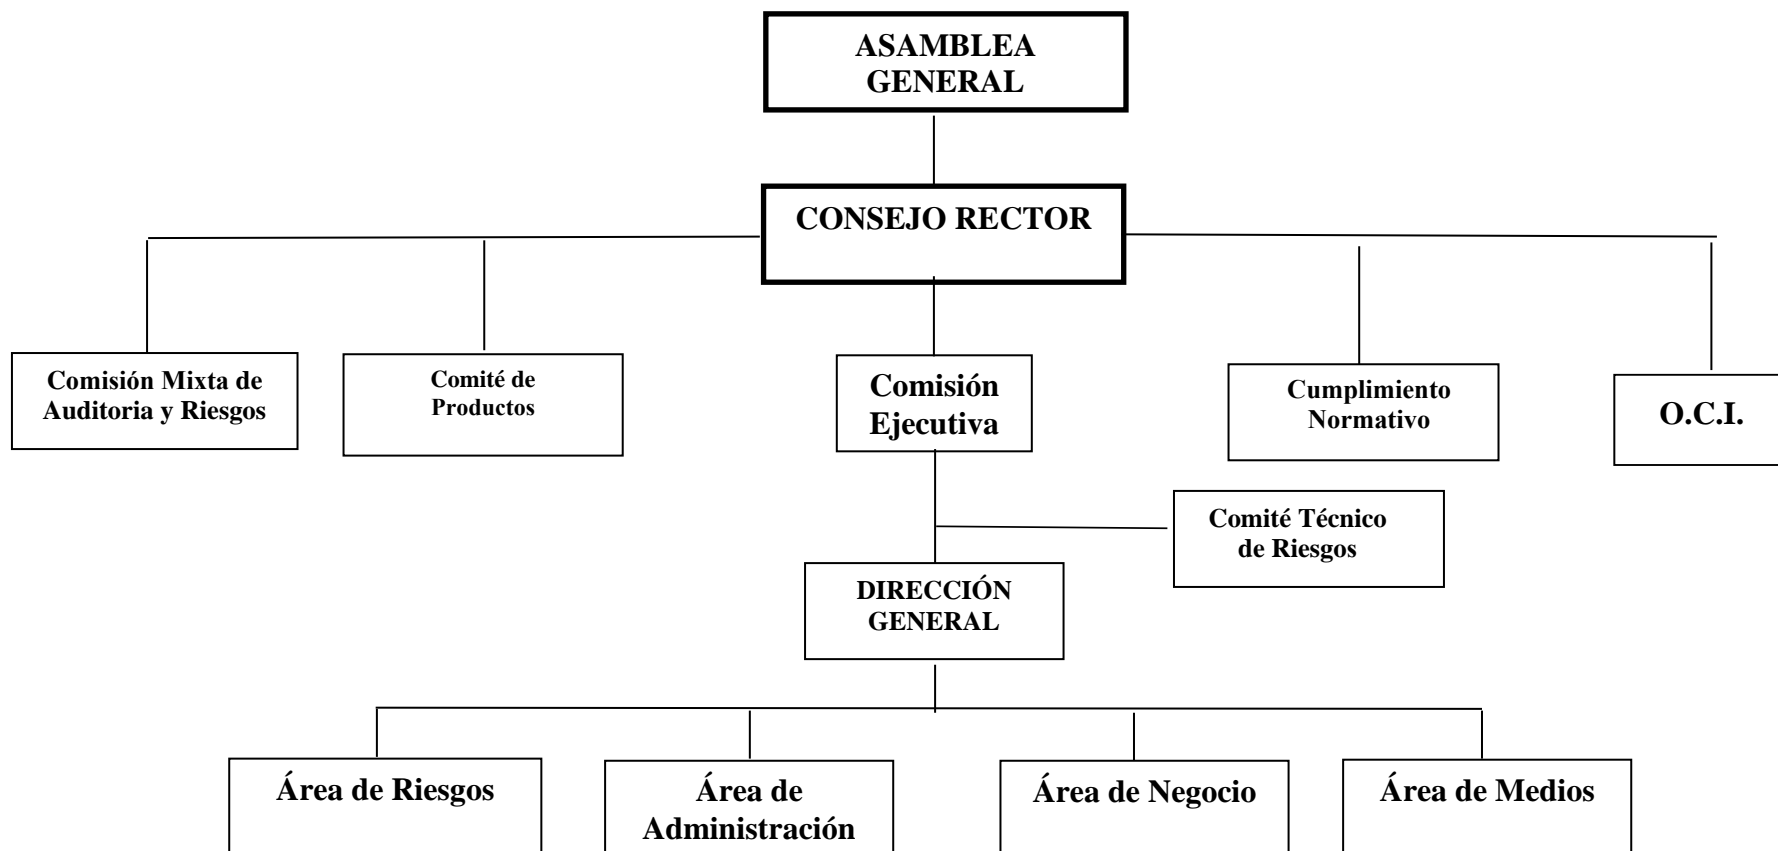 ASAMBLEA
GENERAL
CONSEJO RECTOR
Comisión Mixta de
Auditoria y Riesgos
Comité de
Productos
Comisión
Ejecutiva
Cumplimiento
Normativo
O.C.I.
Comité Técnico
de Riesgos
DIRECCIÓN
GENERAL
Área de Riesgos
Área de
Administración
Área de Negocio
Área de Medios